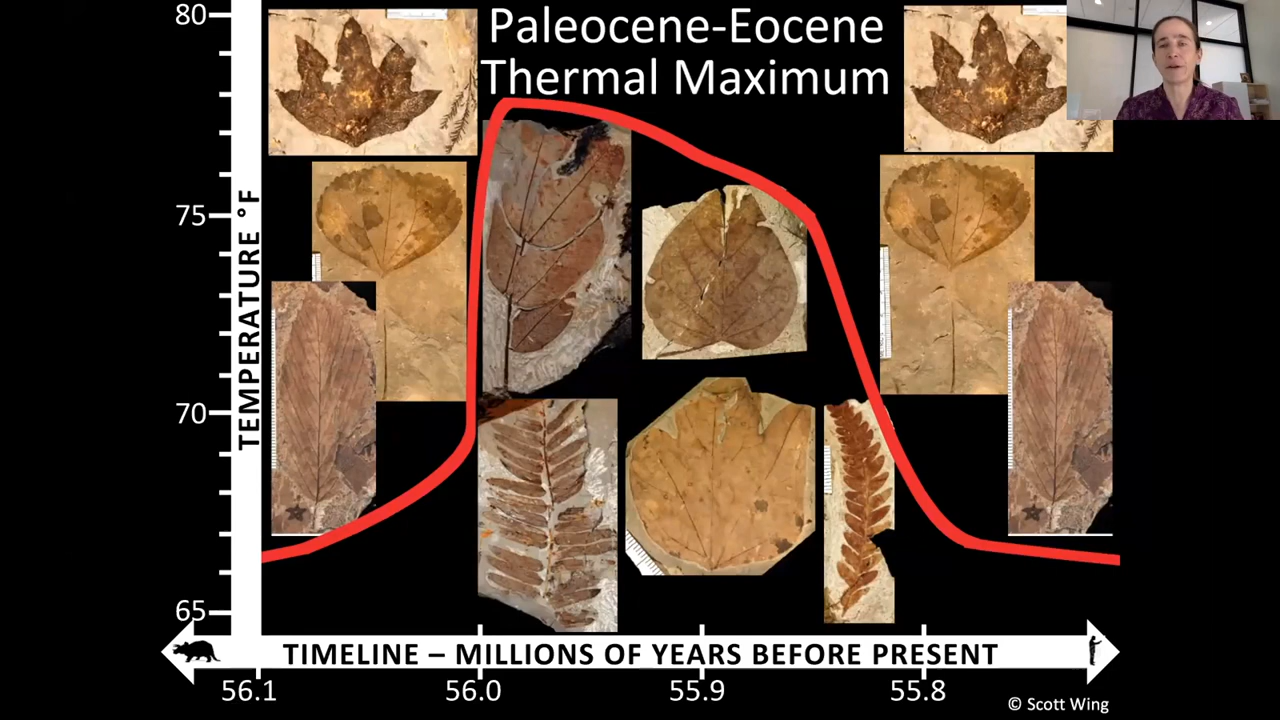 Paleocene-Eocene
Thermal Maximum
80
75
70
65
TEMPERATURE °F
TIMELINE – MILLIONS OF YEARS BEFORE PRESENT
56.1
56.0
55.9
55.8
© Scott Wing